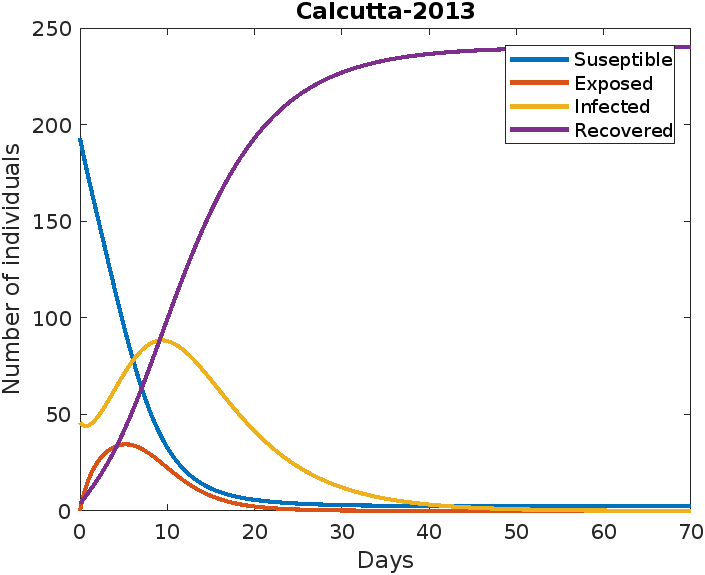 Calcutta-2013
250
200
150
100
50
0
Number of individuals
Suseptible
Exposed
Infected
Recovered
0 10 20 30 40 50 60 70
Days